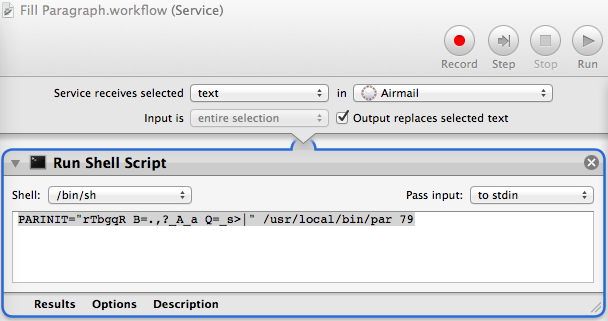 Fill Paragraph.workflow (Service)
Record Step Stop Run
Service receives selected text in Airmail
Input is entire selection Output replaces selected text
Run Shell Script
Shell: /bin/sh Pass input: to stdin
PARINIT="rTbgqR B=.,?_A_a Q=_s>|" /usr/local/bin/par 79
Results Options Description